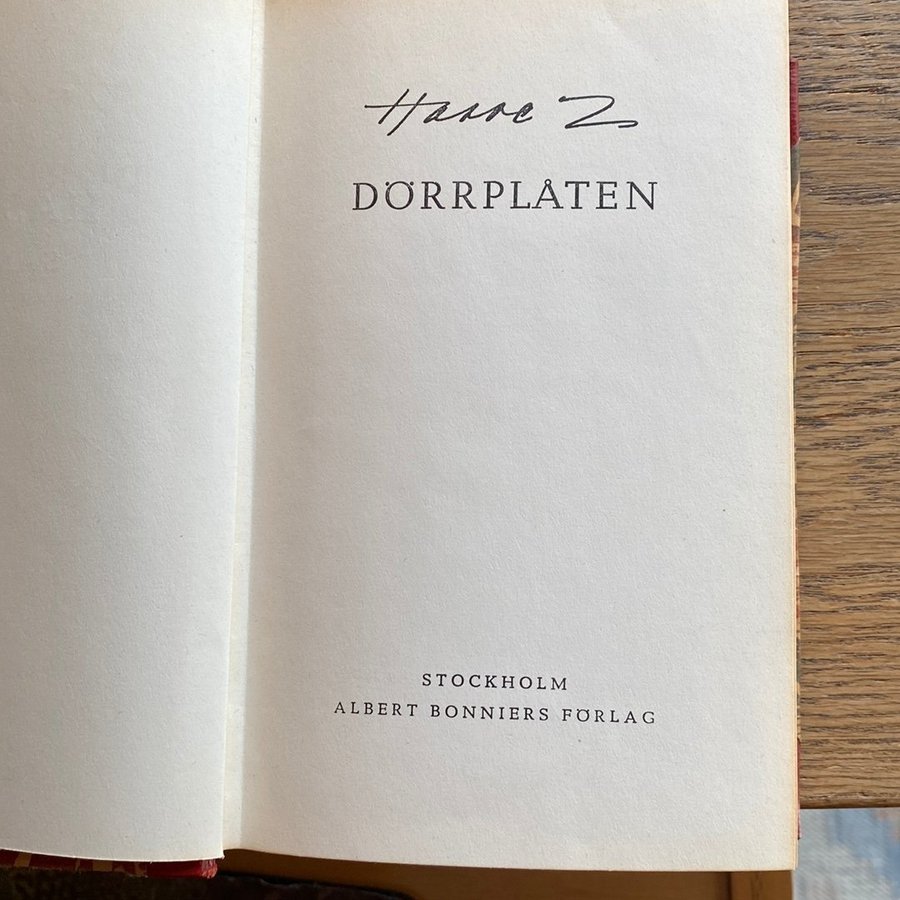 Hasse Z
DÖRRPLÅTEN
STOCKHOLM
ALBERT BONNIERS FÖRLAG